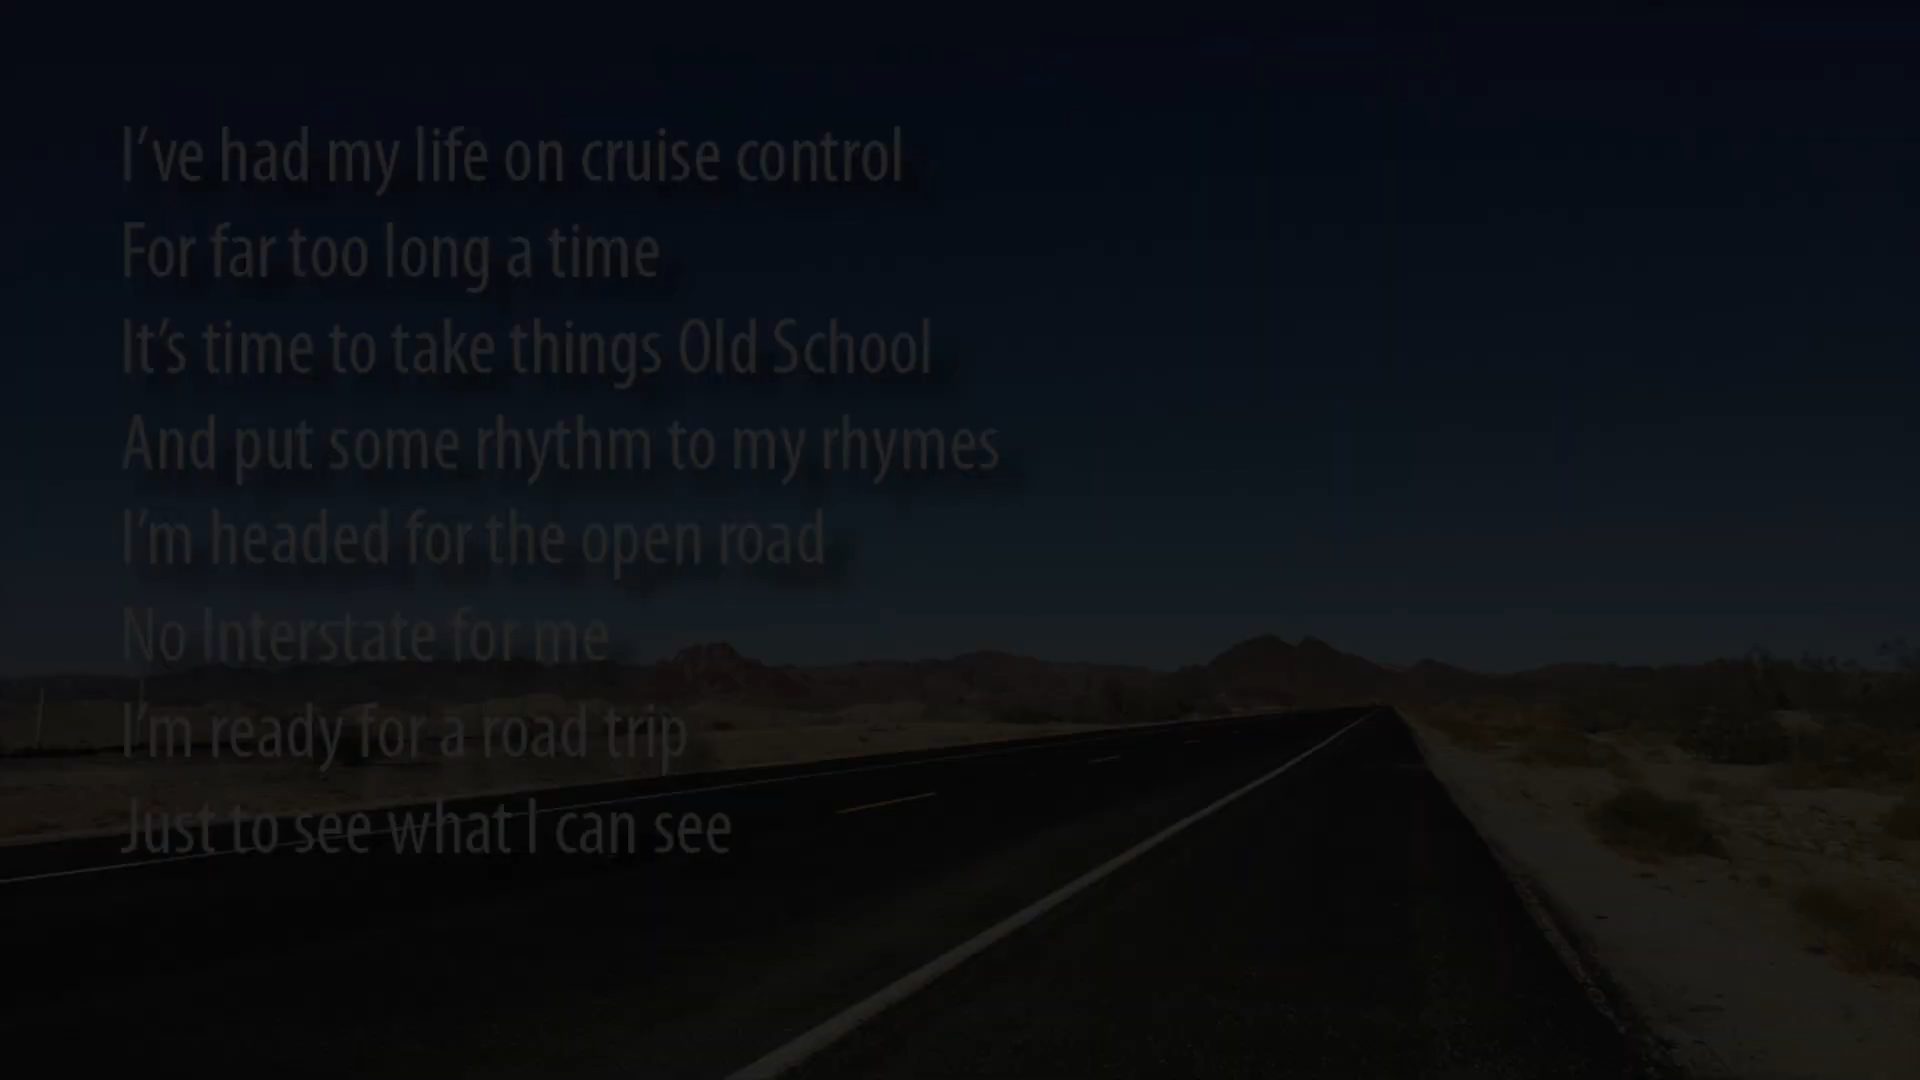 I’ve had my life on cruise control
For far too long a time
It’s time to take things Old School
And put some rhythm to my rhymes
I’m headed for the open road
No Interstate for me
I’m ready for a road trip
Just to see what I can see